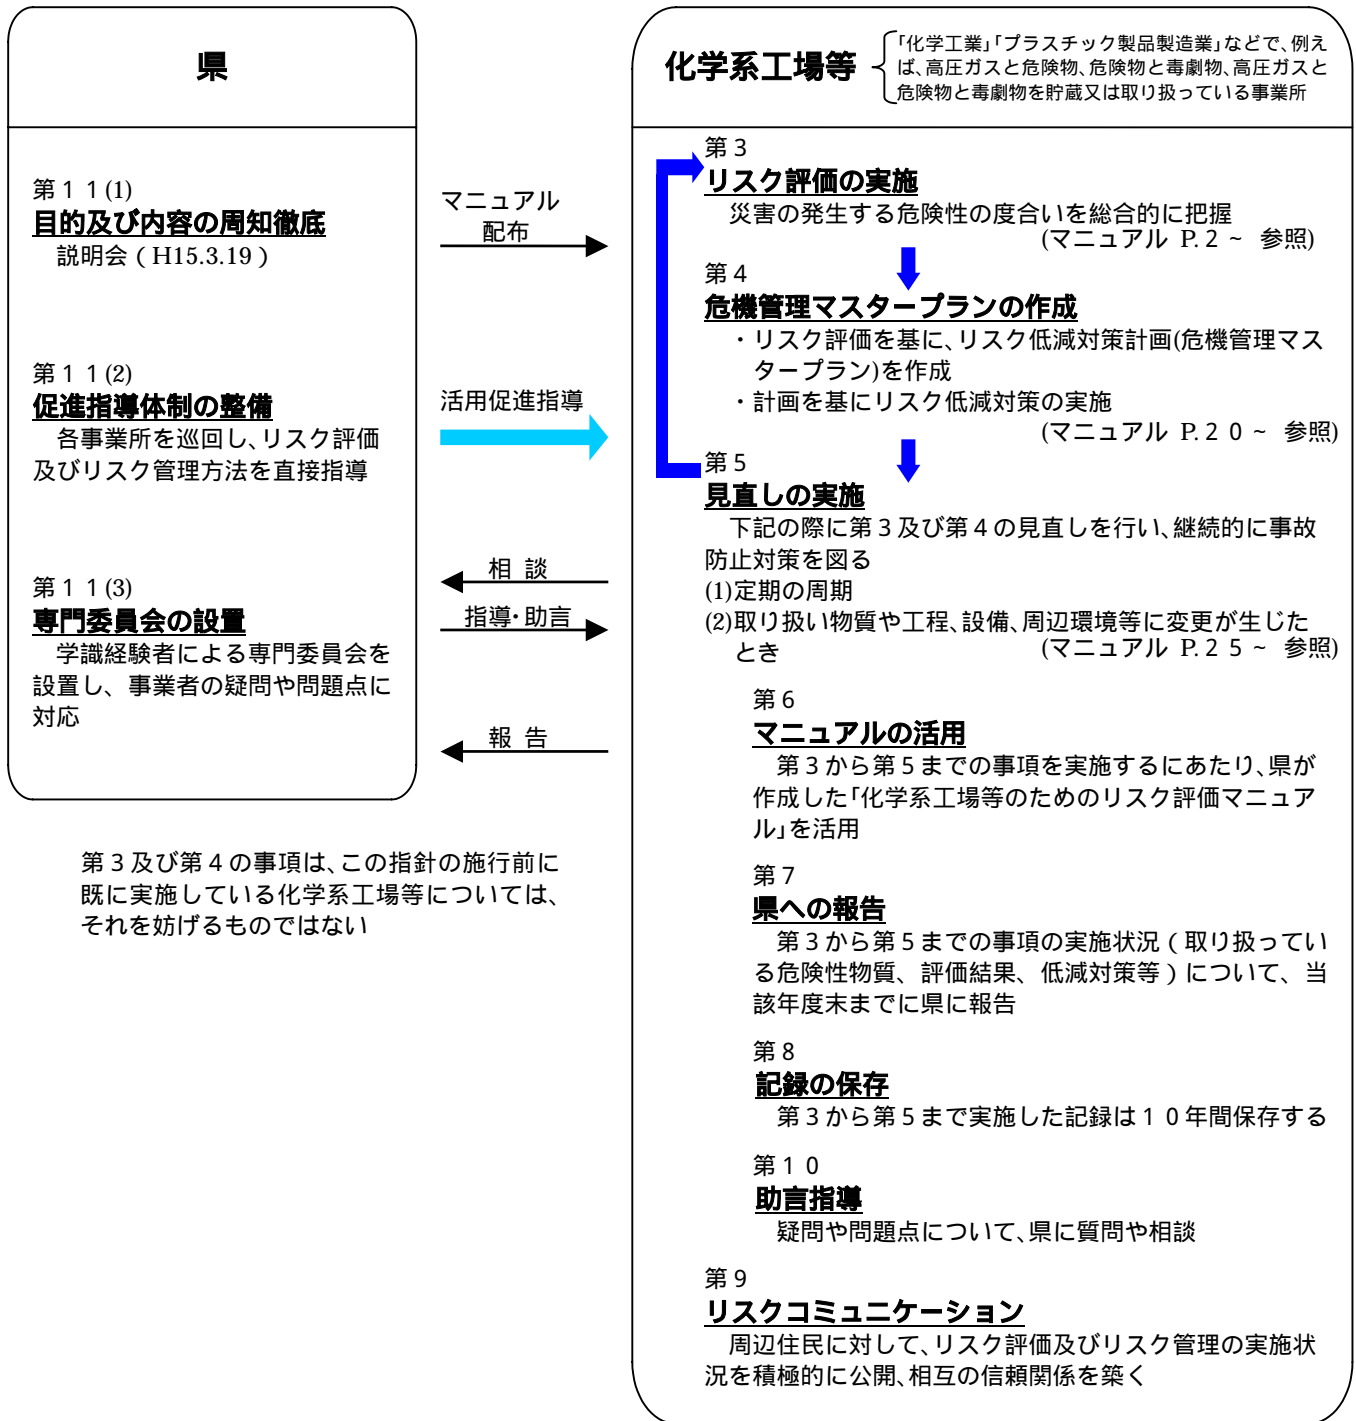 県
第１１(1)
目的及び内容の周知徹底
説明会（H15.3.19）
第１１(2)
促進指導体制の整備
各事業所を巡回し、リスク評価
及びリスク管理方法を直接指導
第１１(3)
専門委員会の設置
学識経験者による専門委員会を
設置し、事業者の疑問や問題点に
対応
マニュアル
配布
活用促進指導
相 談
指導・助言
報 告
第３及び第４の事項は、この指針の施行前に
既に実施している化学系工場等については、
それを妨げるものではない
化学系工場等
「化学工業」「プラスチック製品製造業」などで、例え
ば、高圧ガスと危険物、危険物と毒劇物、高圧ガスと
危険物と毒劇物を貯蔵又は取り扱っている事業所
第３
リスク評価の実施
災害の発生する危険性の度合いを総合的に把握
(マニュアル P.２~ 参照)
第４
危機管理マスタープランの作成
・リスク評価を基に、リスク低減対策計画(危機管理マス
タープラン)を作成
・計画を基にリスク低減対策の実施
(マニュアル P.２０~ 参照)
第５
見直しの実施
下記の際に第３及び第４の見直しを行い、継続的に事故
防止対策を図る
(1)定期の周期
(2)取り扱い物質や工程、設備、周辺環境等に変更が生じた
とき
(マニュアル P.２５~ 参照)
第６
マニュアルの活用
第３から第５までの事項を実施するにあたり、県が
作成した「化学系工場等のためのリスク評価マニュア
ル」を活用
第７
県への報告
第３から第５までの事項の実施状況（取り扱ってい
る危険性物質、評価結果、低減対策等）について、当
該年度末までに県に報告
第８
記録の保存
第３から第５まで実施した記録は１０年間保存する
第１０
助言指導
疑問や問題点について、県に質問や相談
第９
リスクコミュニケーション
周辺住民に対して、リスク評価及びリスク管理の実施状
況を積極的に公開、相互の信頼関係を築く